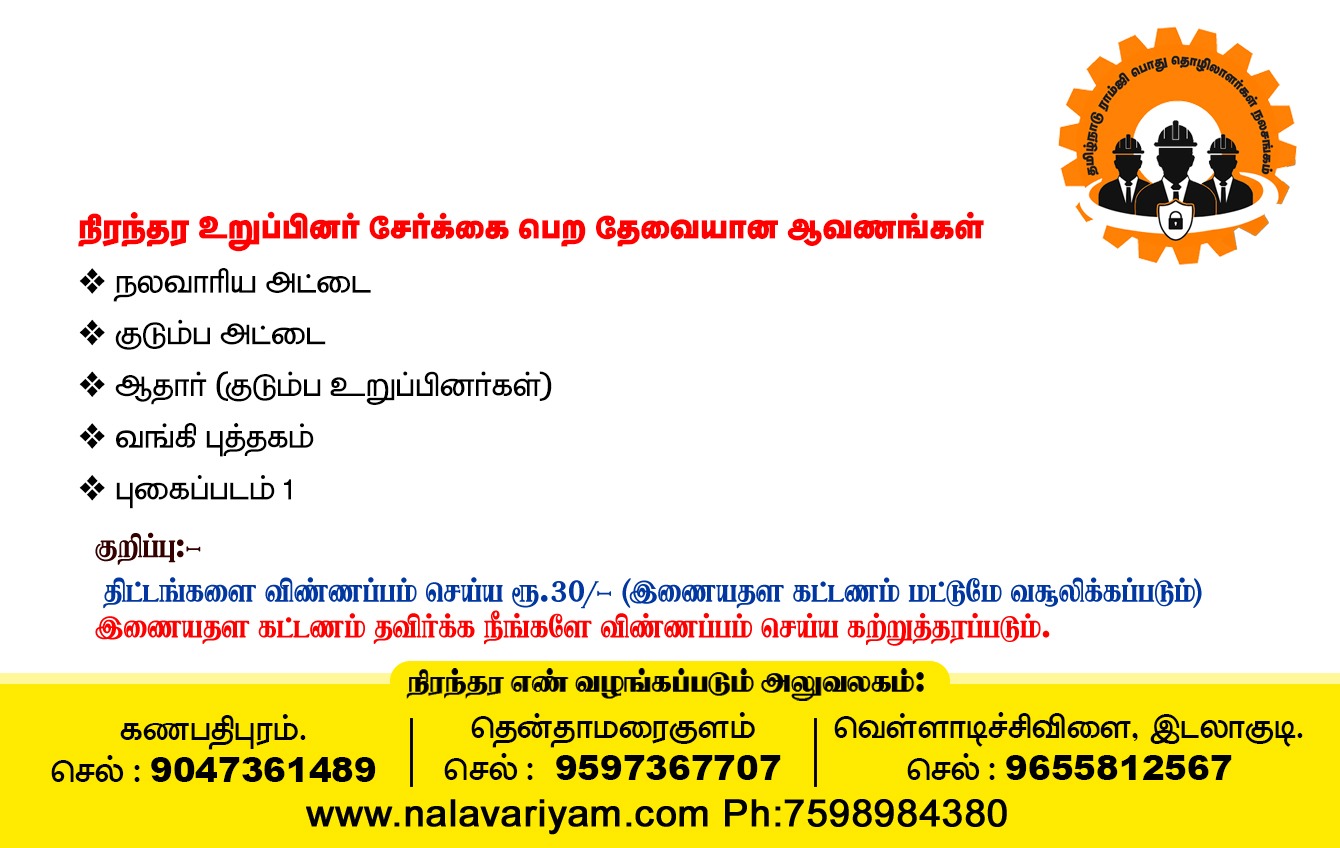 தமிழ்நாடு ராம்ஜி பொது தொழிலாளர்கள் நலசங்கம்
நிரந்தர உறுப்பினர் சேர்க்கை பெற தேவையான ஆவணங்கள்
❖ நலவாரிய அட்டை
❖ குடும்ப அட்டை
❖ ஆதார் (குடும்ப உறுப்பினர்கள்)
❖ வங்கி புத்தகம்
❖ புகைப்படம் 1
குறிப்பு:-
திட்டங்களை விண்ணப்பம் செய்ய ரூ.30/- (இணையதள கட்டணம் மட்டுமே வசூலிக்கப்படும்)
இணையதள கட்டணம் தவிர்க்க நீங்களே விண்ணப்பம் செய்ய கற்றுத்தரப்படும்.
நிரந்தர எண் வழங்கப்படும் அலுவலகம்:
கணபதிபுரம்.
செல் : 9047361489
தென்தாமரைகுளம்
செல் : 9597367707
வெள்ளாடிச்சிவிளை, இடலாகுடி.
செல் : 9655812567
www.nalavariyam.com Ph:7598984380